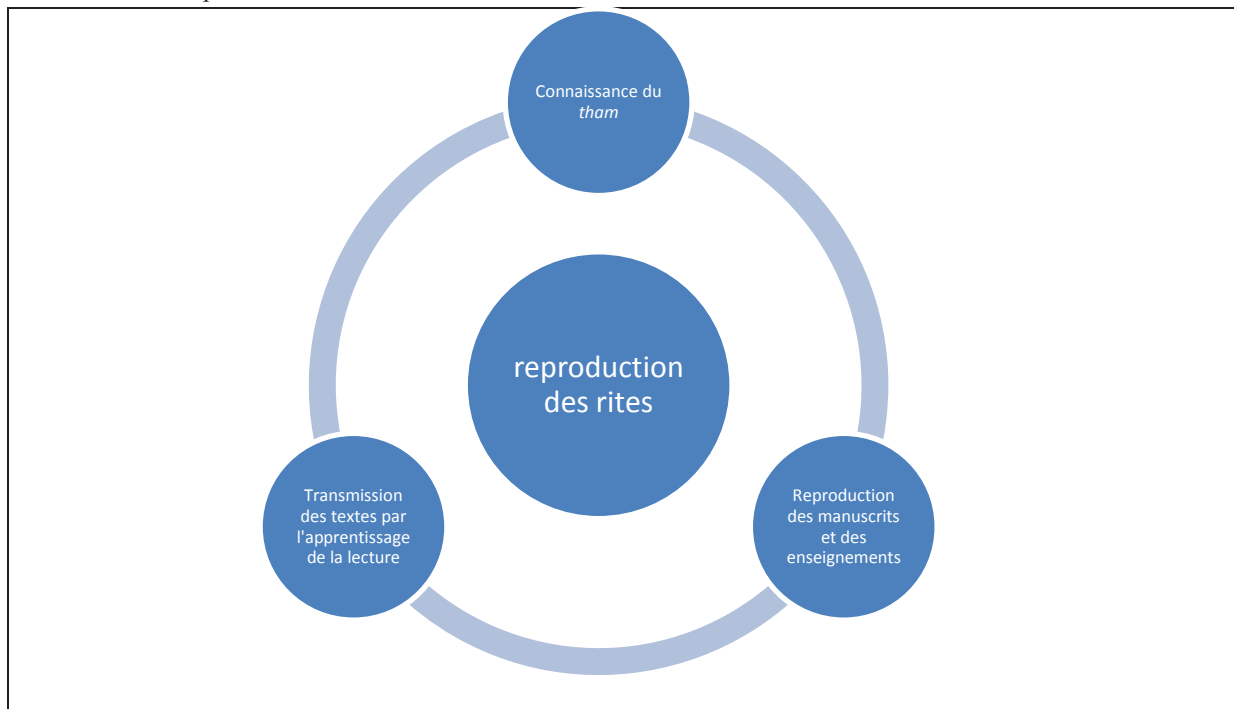 Connaissance du
tham
reproduction
des rites
Transmission
des textes par
l'apprentissage
de la lecture
Reproduction
des manuscrits
et des
enseignements